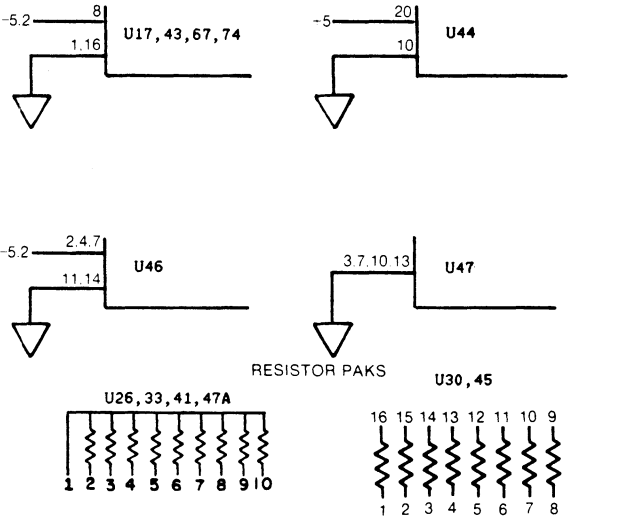 -5.2 8 U17,43,67,74
1.16
-5 20 U44
10
-5.2 2.4.7 U46
11.14
3.7.10.13 U47
RESISTOR PAKS
U26,33,41,47A
1 2 3 4 5 6 7 8 9 10
U30,45
16 15 14 13 12 11 10 9
1 2 3 4 5 6 7 8